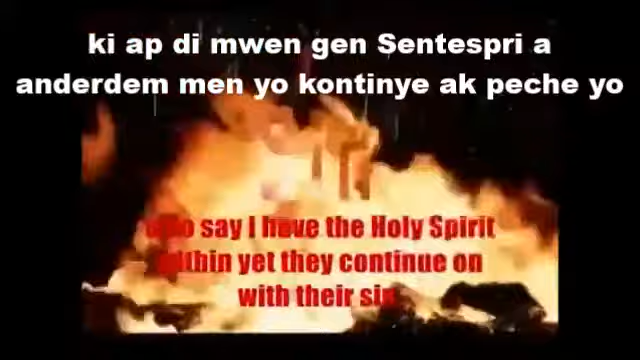 ki ap di mwen gen Sentespri a
anderdem men yo kontinye ak peche yo
who say I have the Holy Spirit
within yet they continue on
with their sin